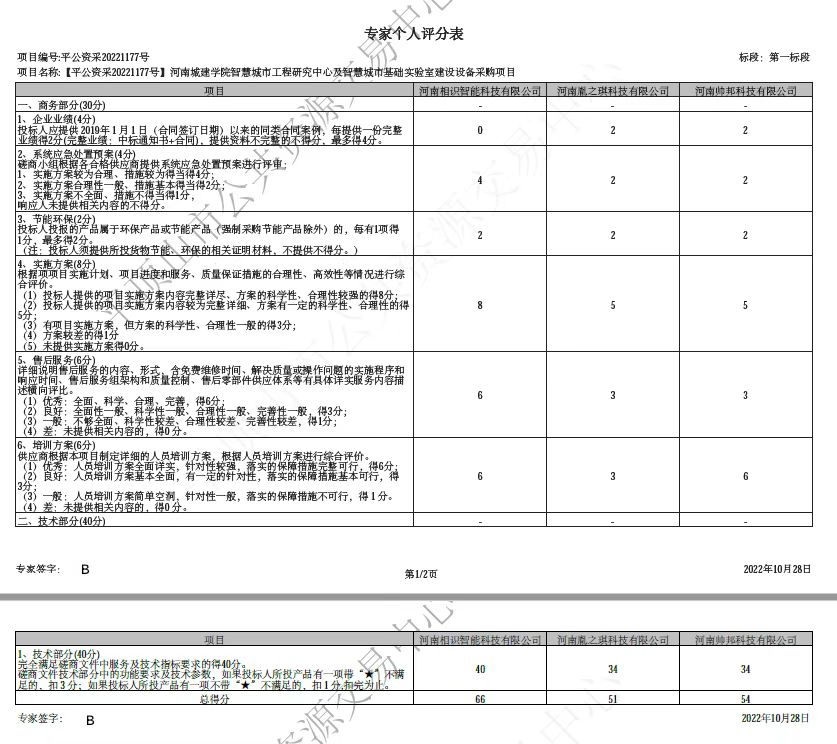 专家个人评分表
项目编号:平公资采20221177号
标段：第一标段
项目名称:【平公资采20221177号】河南城建学院智慧城市工程研究中心及智慧城市基础实验室建设设备采购项目
项目 河南相识智能科技有限公司 河南胤之琪科技有限公司 河南帅邦科技有限公司
一、商务部分(30分) - - -
1、企业业绩(4分)
投标人应提供 2019年 1 月 1 日（合同签订日期）以来的同类合同案例，每提供一份完整
业绩得2分(完整业绩：中标通知书+合同)，提供资料不完整的不得分，最多得4分。
0 2 2
2、系统应急处置预案(4分)
磋商小组根据各合格供应商提供系统应急处置预案进行评审：
1、实施方案较为合理、措施较为得当得4分；
2、实施方案合理性一般、措施基本得当得2分；
3、实施方案不全面、措施不得当得1分，
响应人未提供相关内容的不得分。
4 2 2
3、节能环保(2分)
投标人投报的产品属于环保产品或节能产品（强制采购节能产品除外）的，每有1项得
1分，最多得2分。
（注：投标人须提供所投货物节能、环保的相关证明材料，不提供不得分。）
2 2 2
4、实施方案(8分)
根据项项目实施计划、项目进度和服务、质量保证措施的合理性、高效性等情况进行综
合评价。
（1）投标人提供的项目实施方案内容完整详尽、方案的科学性、合理性较强的得8分；
（2）投标人提供的项目实施方案内容较为完整详细、方案有一定的科学性、合理性的得
5分；
（3）有项目实施方案，但方案的科学性、合理性一般的得3分；
（4）方案较差的得1分
（5）未提供实施方案得0分。
8 5 5
5、售后服务(6分)
详细说明售后服务的内容、形式，含免费维修时间、解决质量或操作问题的实施程序和
响应时间、售后服务组架构和质量控制、售后零部件供应体系等有具体详实服务内容描
述横向评比。
（1）优秀：全面、科学、合理、完善，得6分；
（2）良好：全面性一般、科学性一般、合理性一般、完善性一般，得3分；
（3）一般：不够全面、科学性较差、合理性较差、完善性较差，得1分；
（4）差：未提供相关内容的，得0 分。
6 3 3
6、培训方案(6分)
供应商根据本项目制定详细的人员培训方案，根据人员培训方案进行综合评价。
（1）优秀：人员培训方案全面详实，针对性较强，落实的保障措施完整可行，得6分；
（2）良好：人员培训方案基本全面，有一定的针对性，落实的保障措施基本可行，得
3分；
（3）一般：人员培训方案简单空洞，针对性一般，落实的保障措施不可行，得 1 分。
（4）差：未提供相关内容的，得0 分。
6 3 6
二、技术部分(40分) - - -
专家签字： B
第1/2页
2022年10月28日
项目 河南相识智能科技有限公司 河南胤之琪科技有限公司 河南帅邦科技有限公司
1、技术部分(40分)
完全满足磋商文件中服务及技术指标要求的得40分。
磋商文件技术部分中的功能要求及技术参数，如果投标人所投产品有一项带“★”不满
足的，扣 3 分；如果投标人所投产品有一项不带“★”不满足的，扣 1 分,扣完为止。
40 34 34
总得分 66 51 54
专家签字： B
2022年10月28日
平顶山市公共资源交易中心